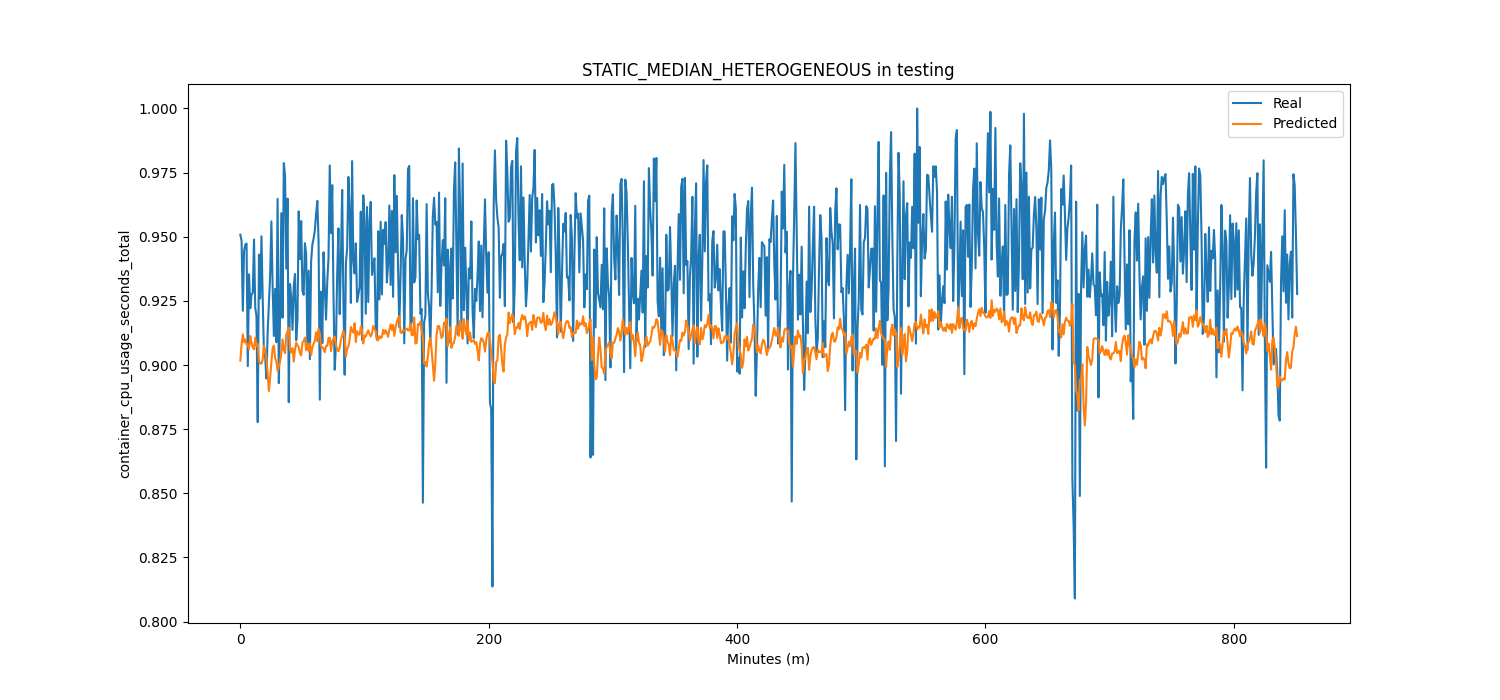 STATIC_MEDIAN_HETEROGENEOUS in testing
Real
Predicted
container_cpu_usage_seconds_total
1.000
0.975
0.950
0.925
0.900
0.875
0.850
0.825
0.800
0
200
400
600
800
Minutes (m)